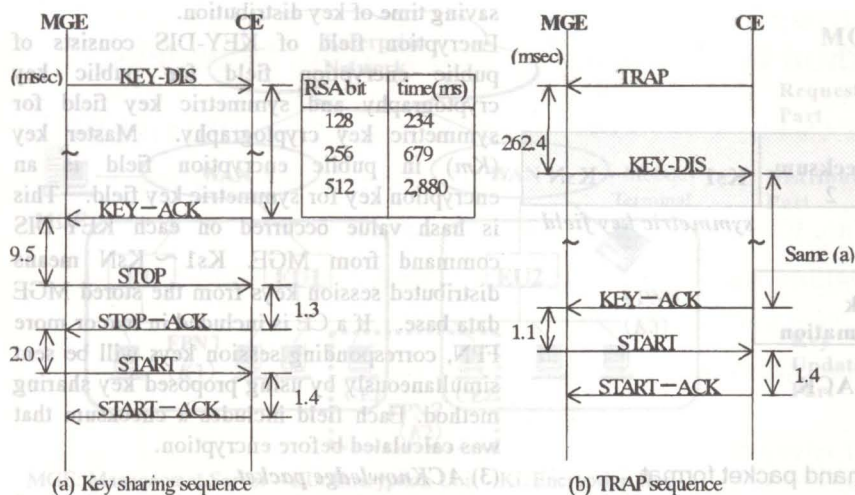 MGE CE
(msec)
KEY-DIS
RSA bit time(ms)
128 234
256 679
512 2,880
~ ~
KEY-ACK
9.5
STOP
1.3
STOP-ACK
2.0
START
1.4
START-ACK
(a) Key sharing sequence
MGE CE
(msec)
TRAP
262.4
KEY-DIS
~ ~
Same (a)
KEY-ACK
1.1
START
1.4
START-ACK
(b) TRAP sequence
saving time of key distribution.
Encryption field of KEY-DIS consists of
public encryption field for public key
cryptography and symmetric key field for
symmetric key cryptography. Master key
(Km) in public encryption field is an
encryption key for symmetric key field. This
is hash value occurred on each KEY-DIS
command from MGE. Ks1 ~ KsN means
distributed session keys from the stored MGE
data base. If a CE is included in
more
FEN, corresponding session keys will be
simultaneously by using proposed key sharing
method. Each field included a checksum that
was calculated before encryption.
(3) ACKnowledge packet
symmetric key field
mand packet format